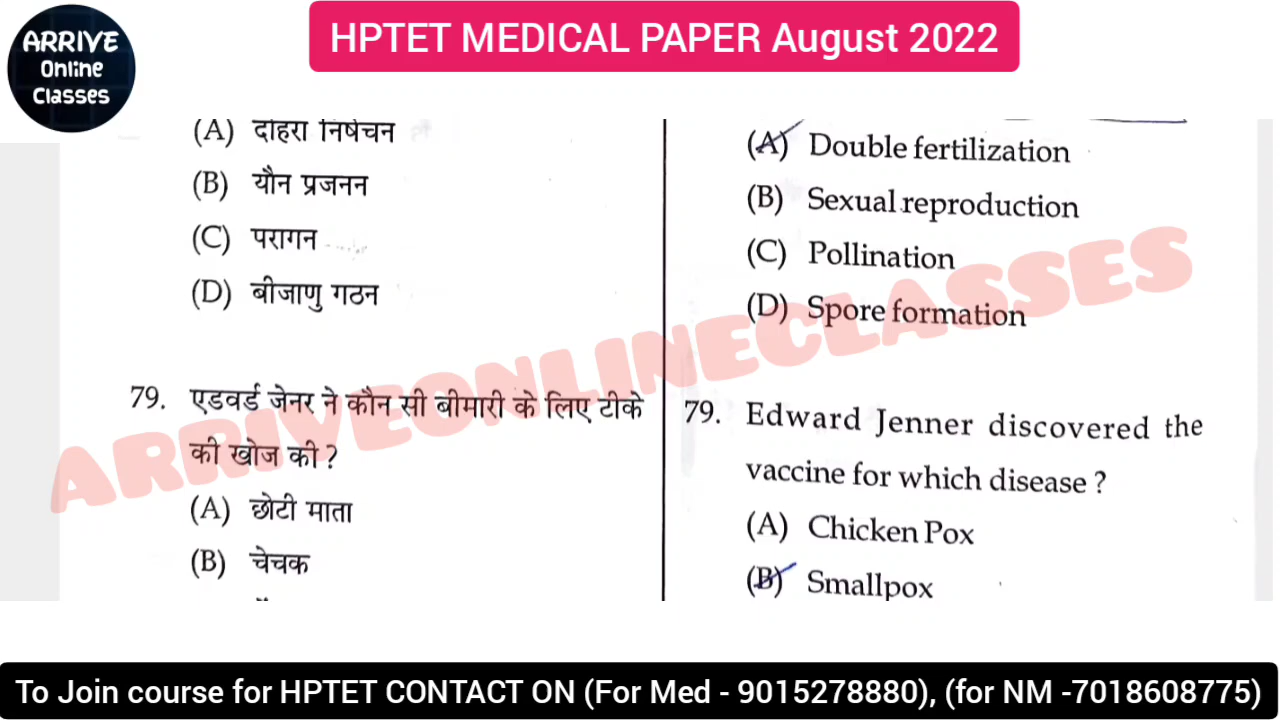 ARRIVE
Online
Classes
HPTET MEDICAL PAPER August 2022
(A) दोहरा निषेचन
(B) यौन प्रजनन
(C) परागन
(D) बीजाणु गठन
79. एडवर्ड जेनर ने कौन सी बीमारी के लिए टीके
की खोज की ?
(A) छोटी माता
(B) चेचक
(A) Double fertilization
(B) Sexual reproduction
(C) Pollination
(D) Spore formation
79. Edward Jenner discovered the
vaccine for which disease ?
(A) Chicken Pox
(B) Smallpox
ARRIVEONLINECLASSES
To Join course for HPTET CONTACT ON (For Med - 9015278880), (for NM -7018608775)